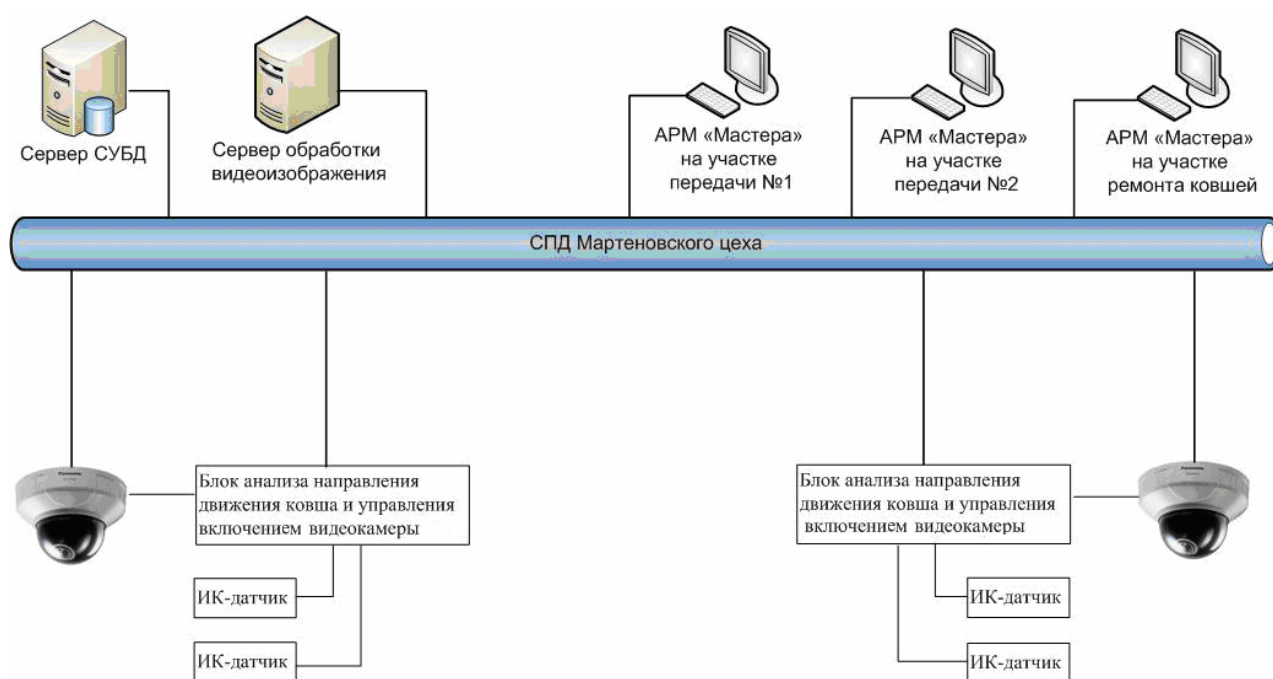 Сервер СУБД
Сервер обработки
видеоизображения
АРМ «Мастера»
на участке
передачи №1
АРМ «Мастера»
на участке
передачи №2
АРМ «Мастера»
на участке
ремонта ковшей
СПД Мартеновского цеха
Блок анализа направления
движения ковша и управления
включением видеокамеры
ИК-датчик
ИК-датчик
Блок анализа направления
движения ковша и управления
включением видеокамеры
ИК-датчик
ИК-датчик